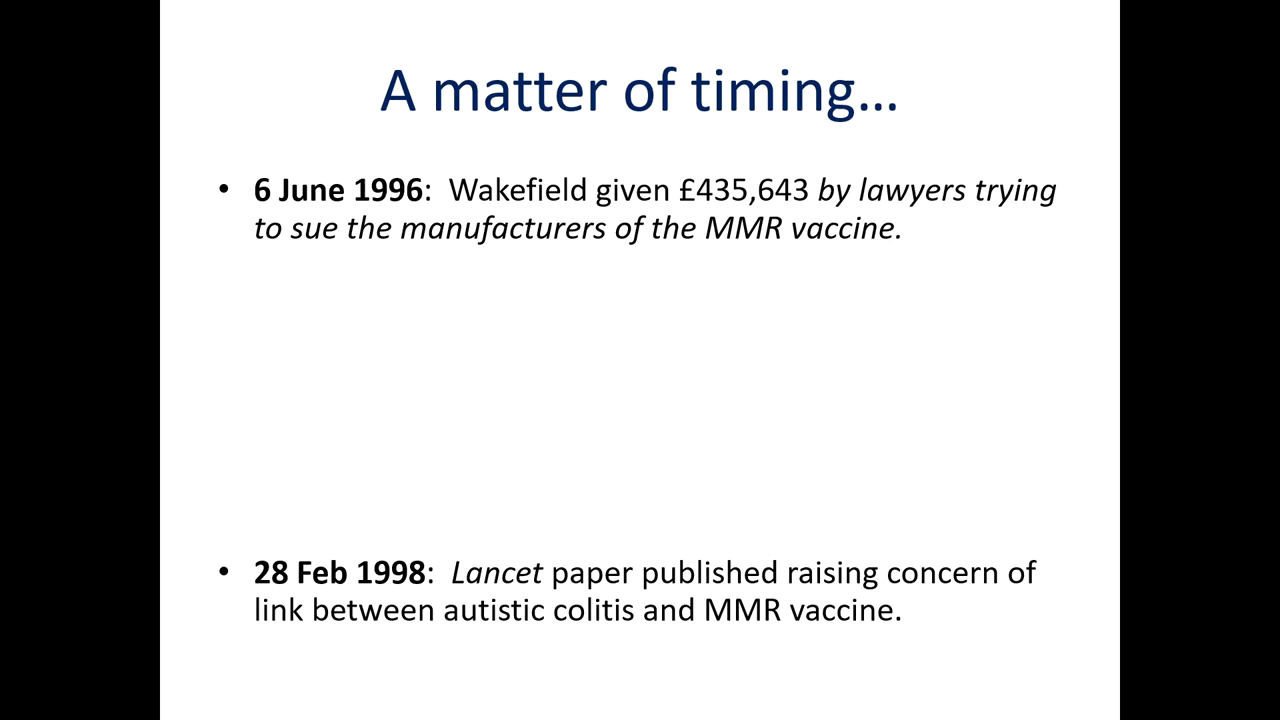 A matter of timing...
• 6 June 1996:  Wakefield given £435,643 by lawyers trying
to sue the manufacturers of the MMR vaccine.
• 28 Feb 1998:  Lancet paper published raising concern of
link between autistic colitis and MMR vaccine.